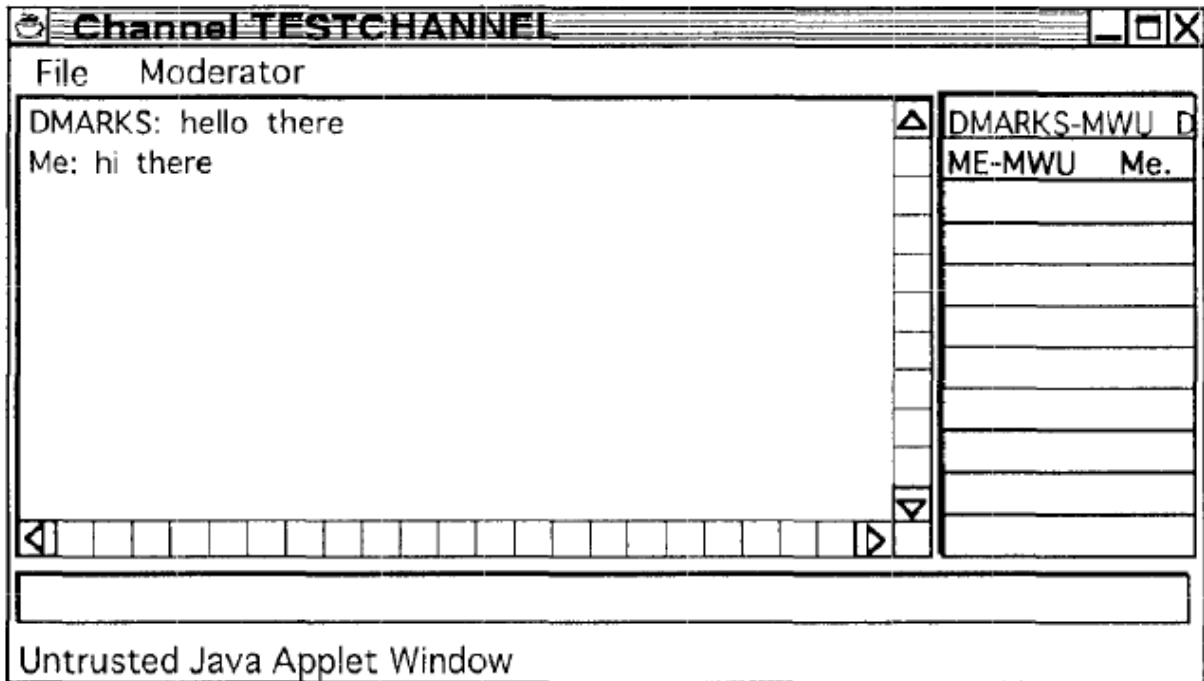 Channel TESTCHANNEL
File Moderator
DMARKS: hello there
Me: hi there
DMARKS-MWU D
ME-MWU Me.
Untrusted Java Applet Window